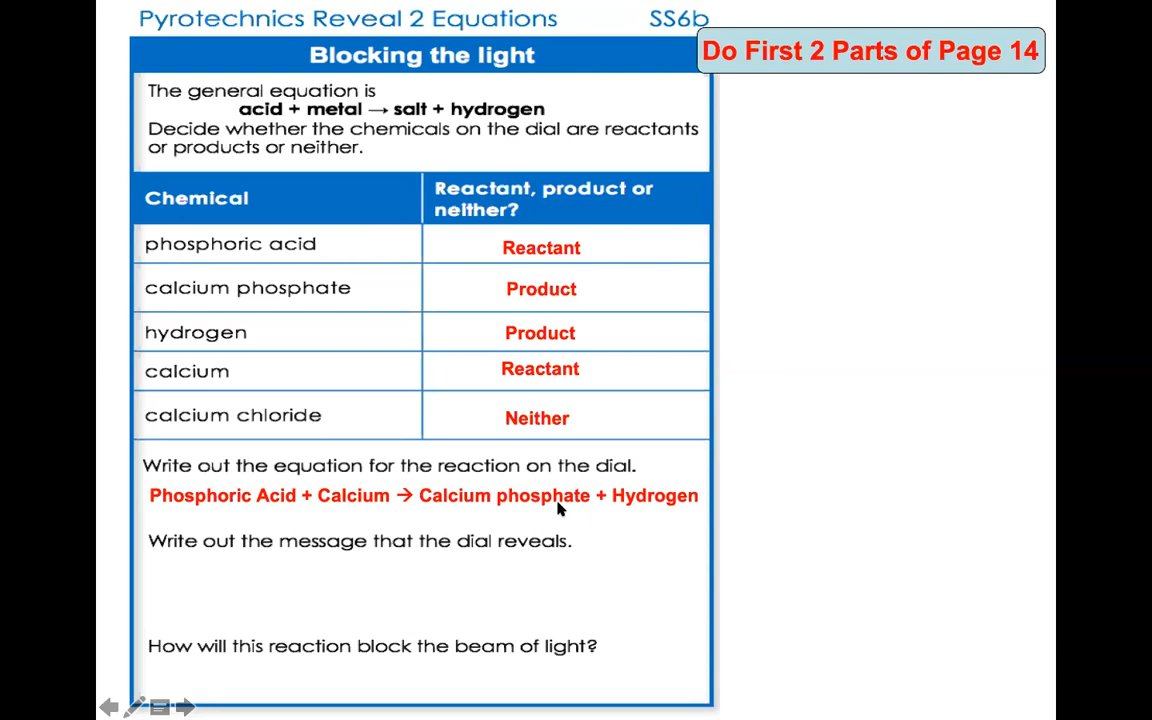 Pyrotechnics Reveal 2 Equations SS6b
Do First 2 Parts of Page 14
Blocking the light
The general equation is
acid + metal → salt + hydrogen
Decide whether the chemicals on the dial are reactants
or products or neither.
Chemical
Reactant, product or
neither?
phosphoric acid Reactant
calcium phosphate Product
hydrogen Product
calcium Reactant
calcium chloride Neither
Write out the equation for the reaction on the dial.
Phosphoric Acid + Calcium → Calcium phosphate + Hydrogen
Write out the message that the dial reveals.
How will this reaction block the beam of light?